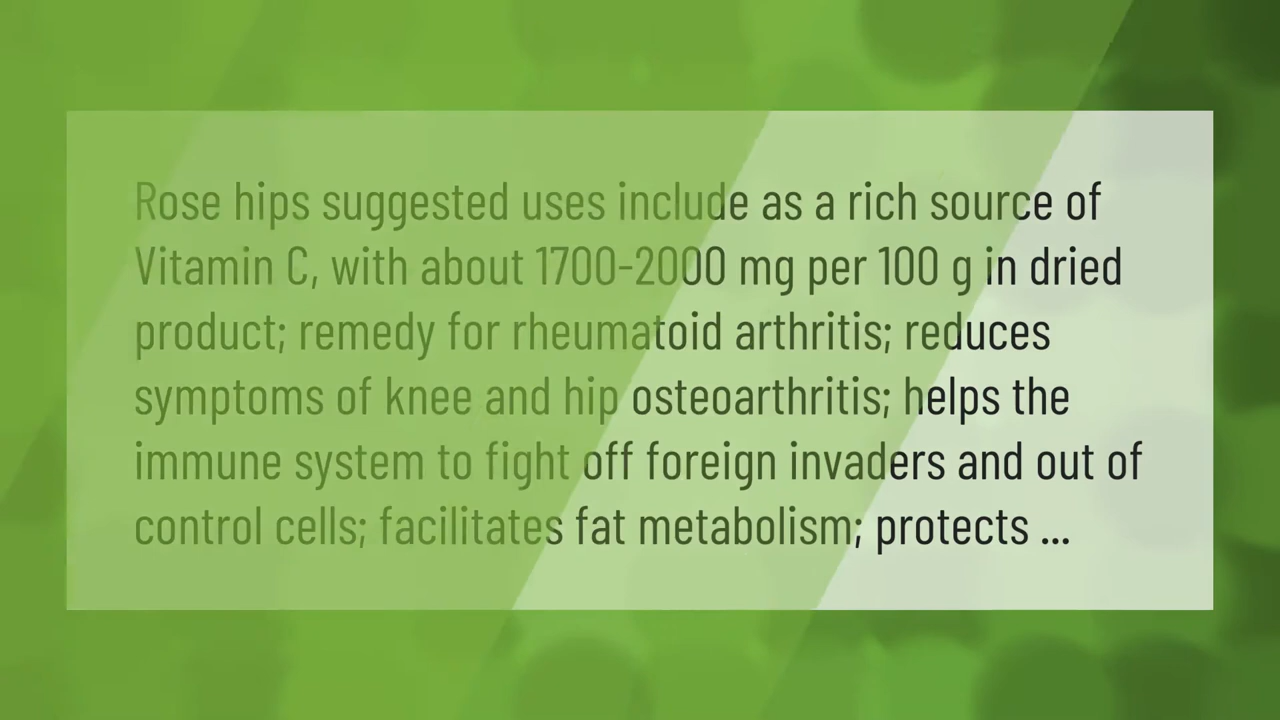 Rose hips suggested uses include as a rich source of
Vitamin C, with about 1700-2000 mg per 100 g in dried
product; remedy for rheumatoid arthritis; reduces
symptoms of knee and hip osteoarthritis; helps the
immune system to fight off foreign invaders and out of
control cells; facilitates fat metabolism; protects ...